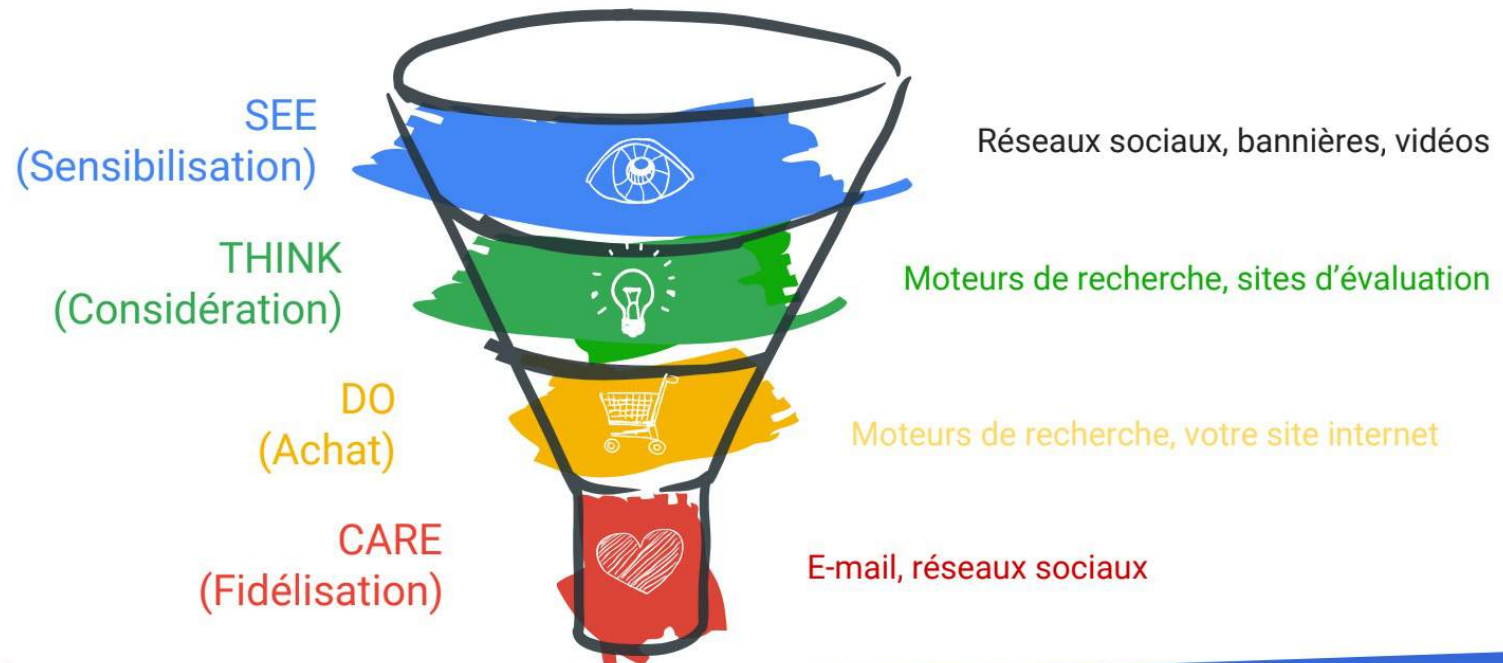 SEE
(Sensibilisation)
Réseaux sociaux, bannières, vidéos
THINK
(Considération)
Moteurs de recherche, sites d’évaluation
DO
(Achat)
Moteurs de recherche, votre site internet
CARE
(Fidélisation)
E-mail, réseaux sociaux